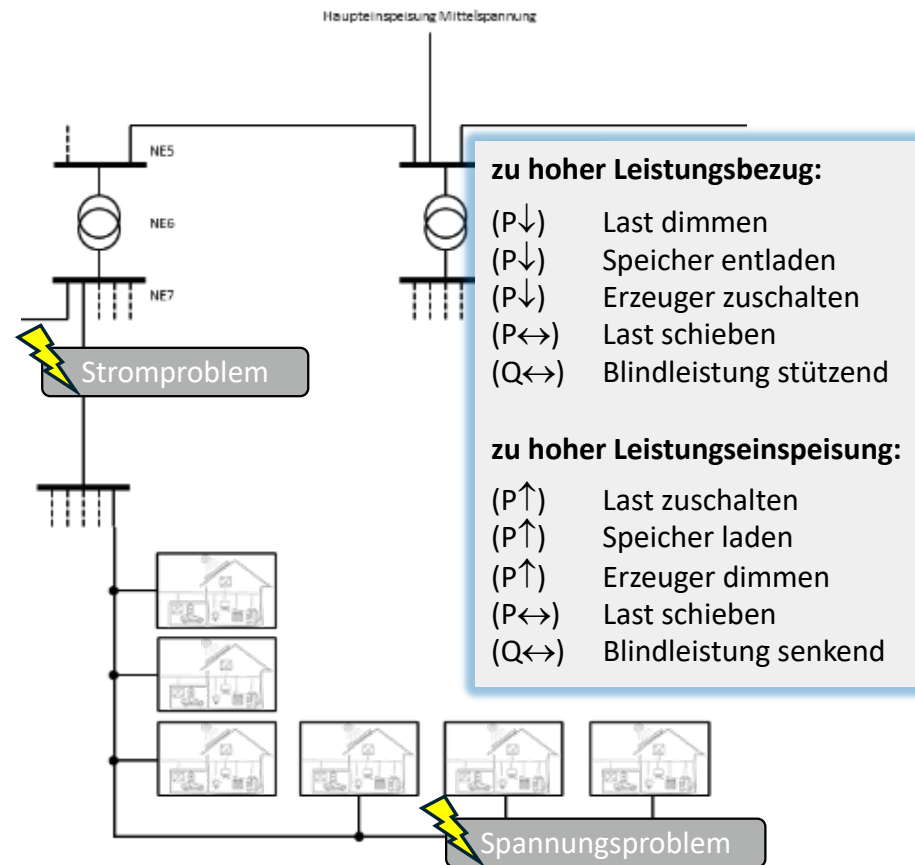 Haupteinspeisung Mittelspannung
NE5
NE6
NE7
Stromproblem
zu hoher Leistungsbezug:
(P↓) Last dimmen
(P↓) Speicher entladen
(P↓) Erzeuger zuschalten
(P↔) Last schieben
(Q↔) Blindleistung stützend
zu hoher Leistungseinspeisung:
(P↑) Last zuschalten
(P↑) Speicher laden
(P↑) Erzeuger dimmen
(P↔) Last schieben
(Q↔) Blindleistung senkend
Spannungsproblem